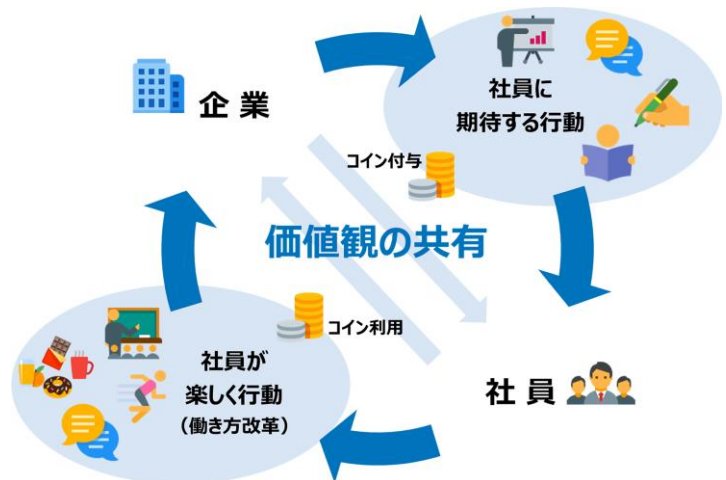 企業
社員に
期待する行動
コイン付与
価値観の共有
コイン利用
社員が
楽しく行動
（働き方改革）
社員